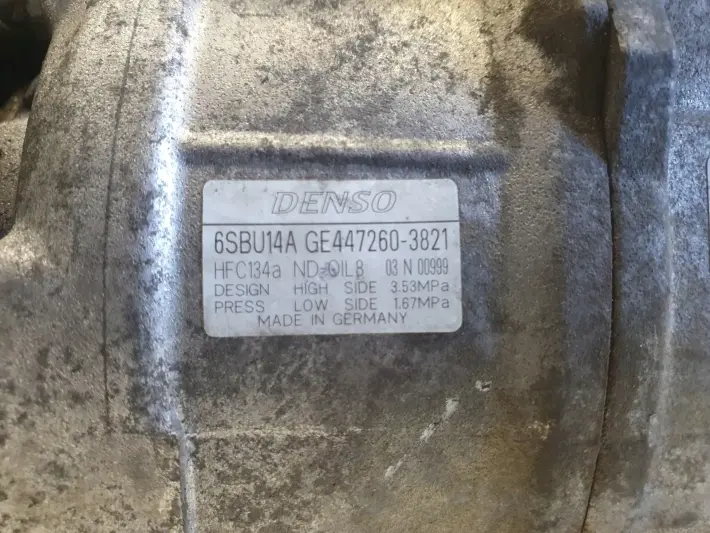 DENSO
6SBU14A GE447260-3821
HFC134a ND-OIL8 03 N 00999
DESIGN HIGH SIDE 3.53MPa
PRESS LOW SIDE 1.67MPa
MADE IN GERMANY